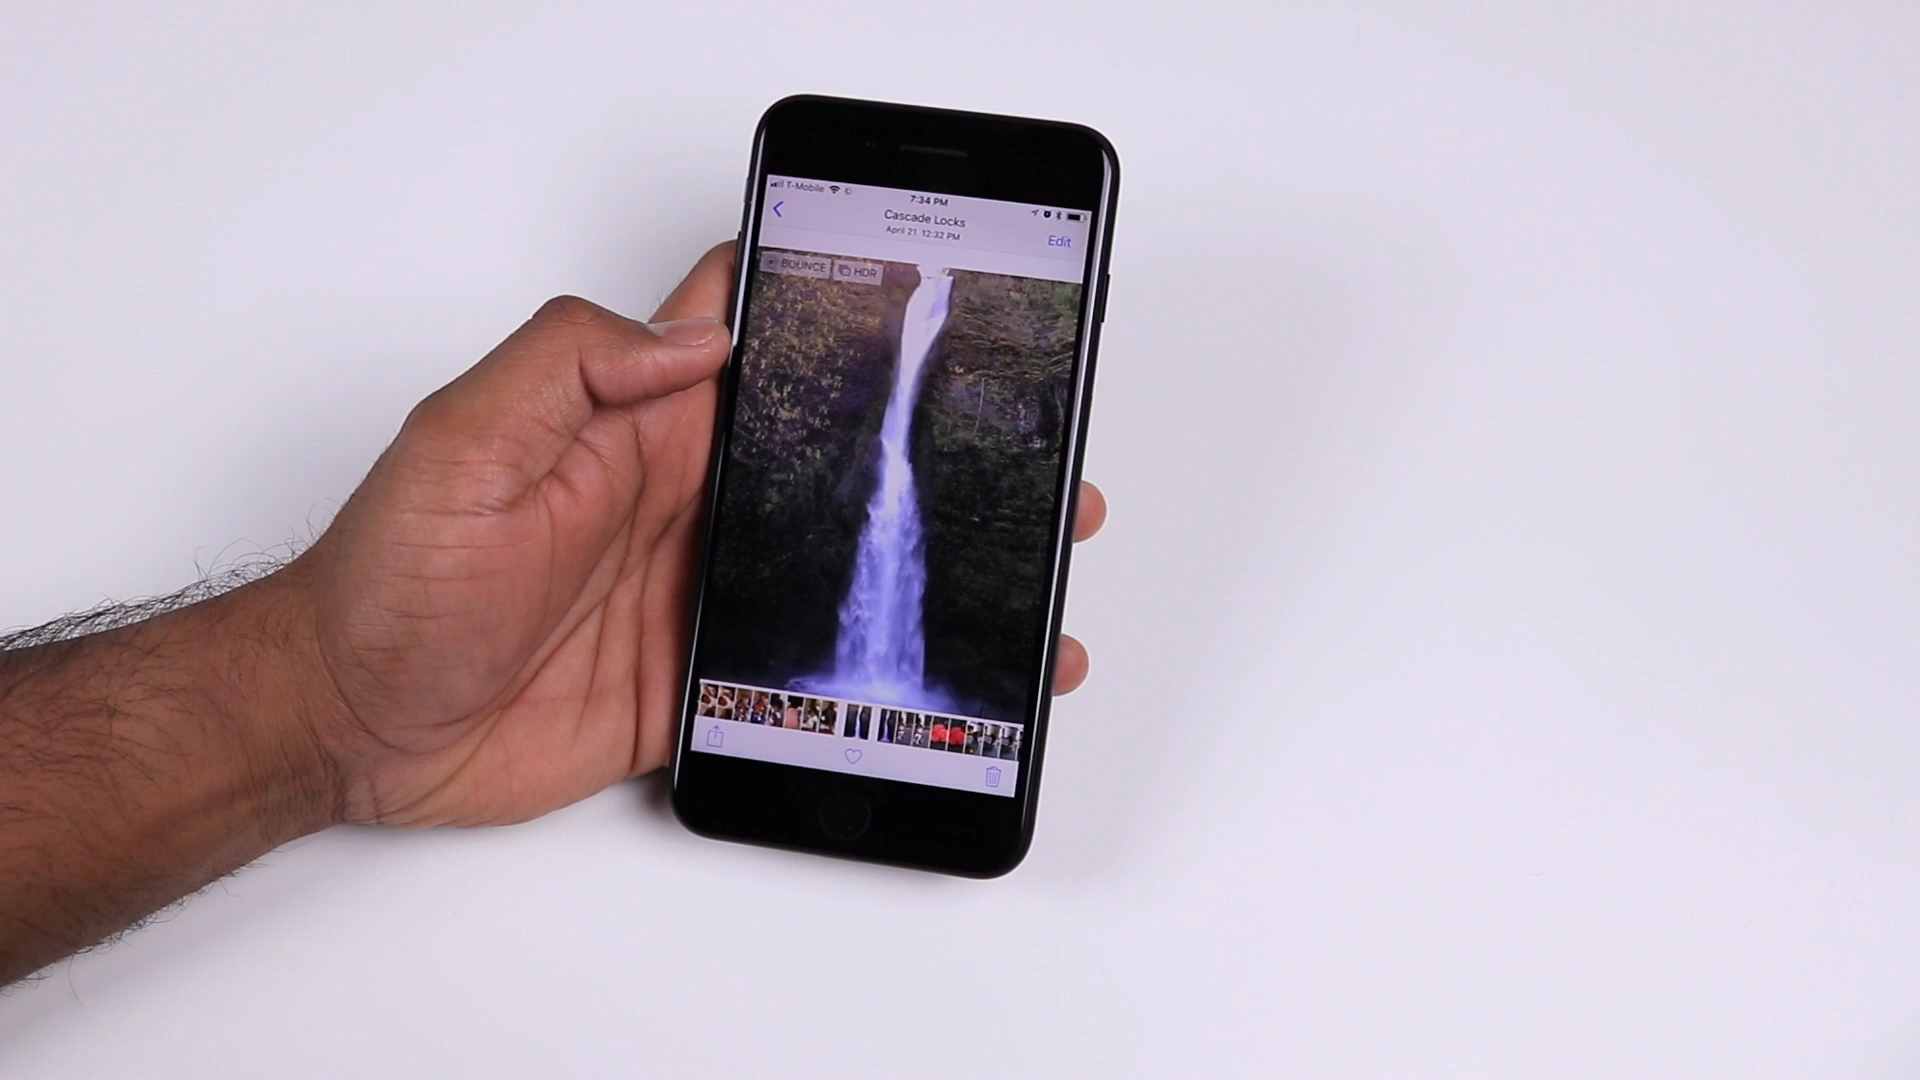 T-Mobile
7:34 PM
Cascade Locks
April 21 12:32 PM
Edit
BOUNCE
HDR